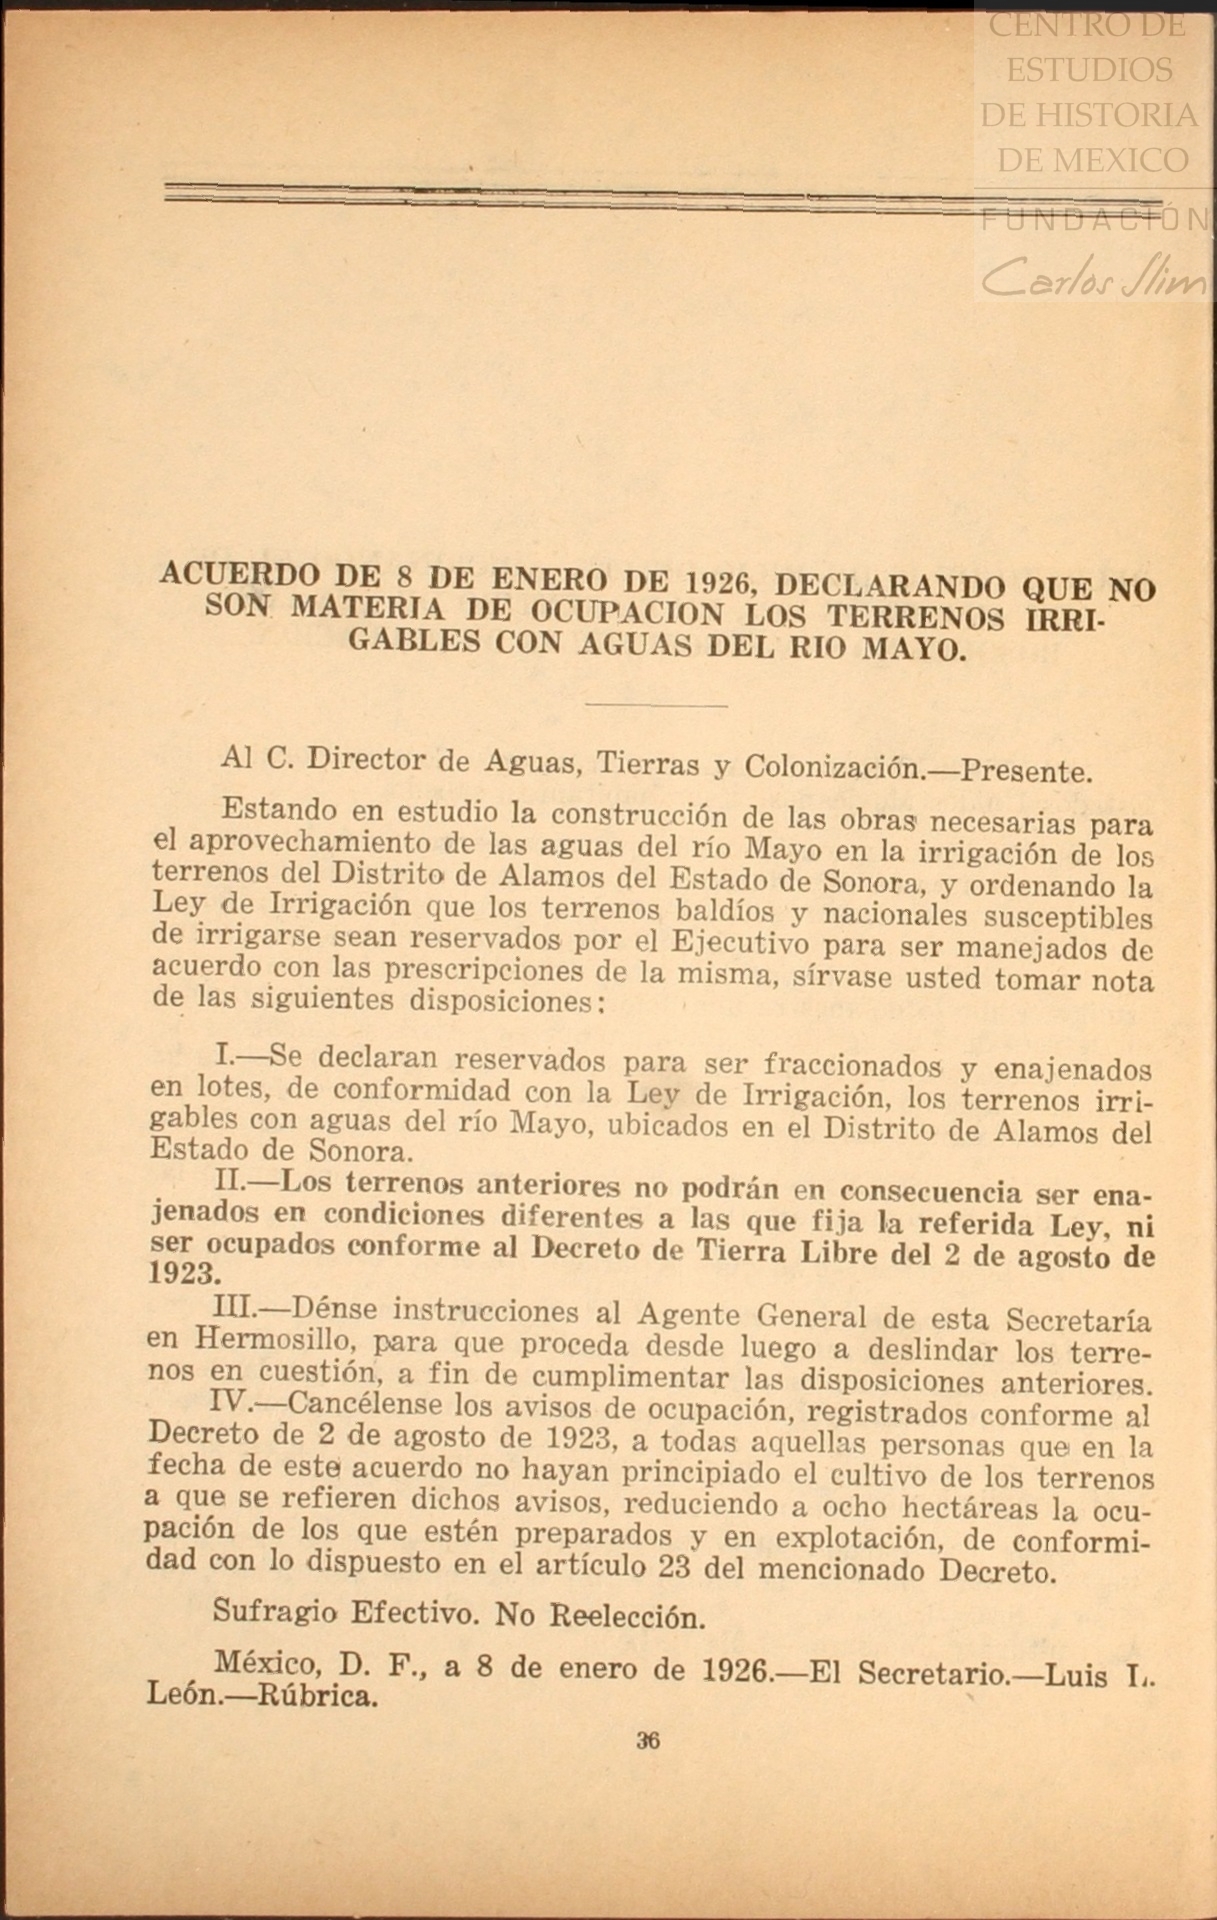 CENTRO DE
ESTUDIOS
DE HISTORIA
DE MEXICO
FUNDACIÓN
Carlos Slim
ACUERDO DE 8 DE ENERO DE 1926, DECLARANDO QUE NO
SON MATERIA DE OCUPACION LOS TERRENOS IRRI-
GABLES CON AGUAS DEL RIO MAYO.
Al C. Director de Aguas, Tierras y Colonización.—Presente.
Estando en estudio la construcción de las obras necesarias para
el aprovechamiento de las aguas del río Mayo en la irrigación de los
terrenos del Distrito de Alamos del Estado de Sonora, y ordenando la
Ley de Irrigación que los terrenos baldíos y nacionales susceptibles
de irrigarse sean reservados por el Ejecutivo para ser manejados de
acuerdo con las prescripciones de la misma, sírvase usted tomar nota
de las siguientes disposiciones:
I.—Se declaran reservados para ser fraccionados y enajenados
en lotes, de conformidad con la Ley de Irrigación, los terrenos irri-
gables con aguas del río Mayo, ubicados en el Distrito de Alamos del
Estado de Sonora.
II.—Los terrenos anteriores no podrán en consecuencia ser ena-
jenados en condiciones diferentes a las que fija la referida Ley, ni
ser ocupados conforme al Decreto de Tierra Libre del 2 de agosto de
1923.
III.—Dénse instrucciones al Agente General de esta Secretaría
en Hermosillo, para que proceda desde luego a deslindar los terre-
nos en cuestión, a fin de cumplimentar las disposiciones anteriores.
IV.—Cancélense los avisos de ocupación, registrados conforme al
Decreto de 2 de agosto de 1923, a todas aquellas personas que en la
fecha de este acuerdo no hayan principiado el cultivo de los terrenos
a que se refieren dichos avisos, reduciendo a ocho hectáreas la ocu-
pación de los que estén preparados y en explotación, de conformi-
dad con lo dispuesto en el artículo 23 del mencionado Decreto.
Sufragio Efectivo. No Reelección.
México, D. F., a 8 de enero de 1926.—El Secretario.—Luis L.
León.—Rúbrica.
36